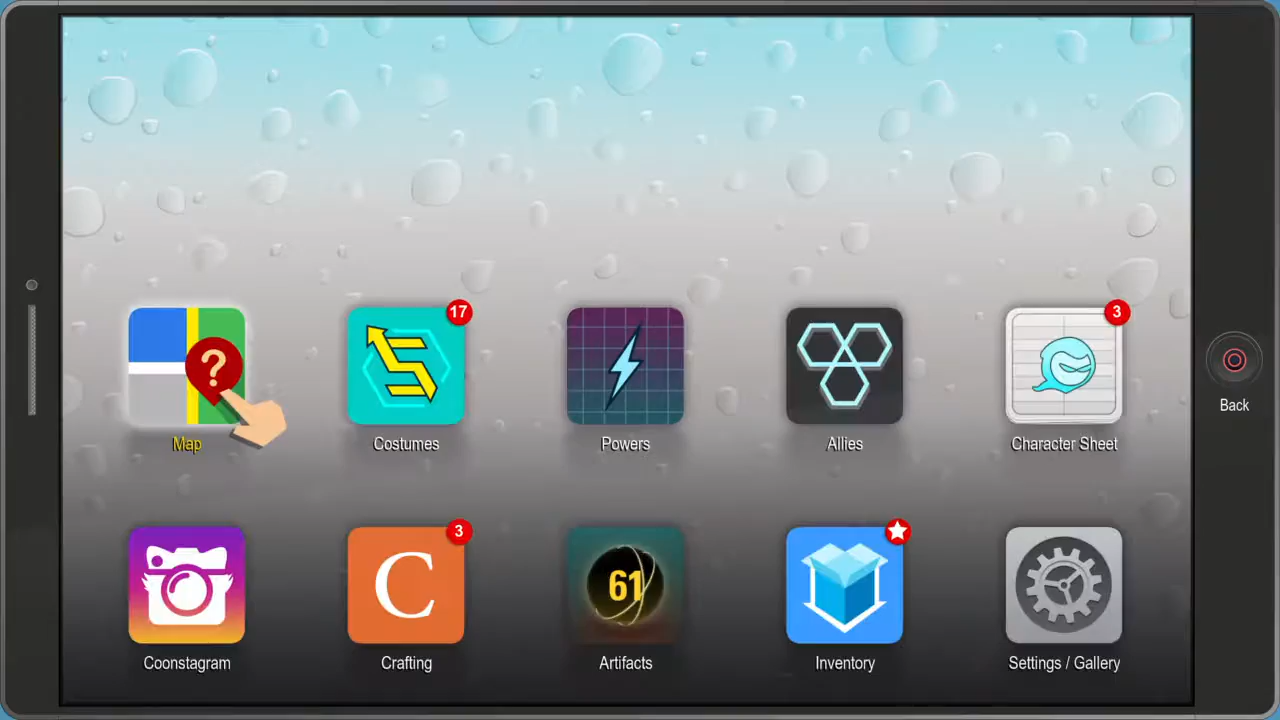 17
3
?
Back
Map
Costumes
Powers
Allies
Character Sheet
3
C
61
Coonstagram
Crafting
Artifacts
Inventory
Settings / Gallery